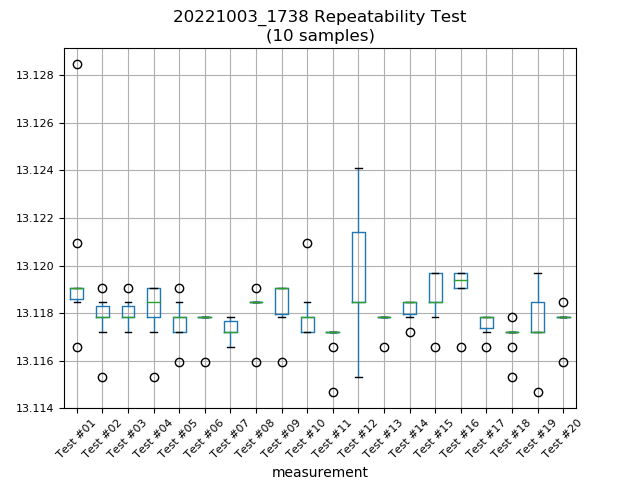 20221003_1738 Repeatability Test
(10 samples)
13.128
13.126
13.124
13.122
13.120
13.118
13.116
13.114
Test #01
Test #02
Test #03
Test #04
Test #05
Test #06
Test #07
Test #08
Test #09
Test #10
Test #11
Test #12
Test #13
Test #14
Test #15
Test #16
Test #17
Test #18
Test #19
Test #20
measurement